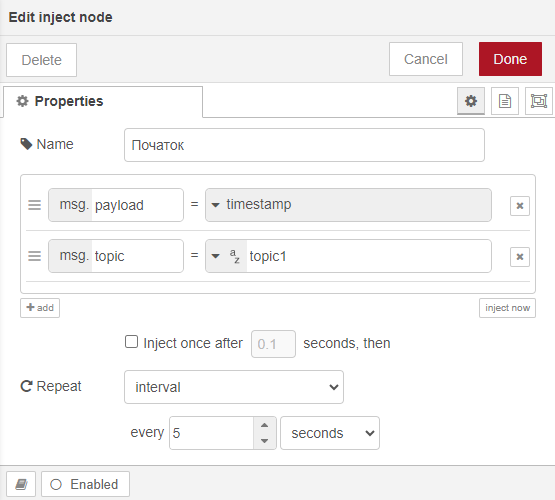 Edit inject node
Delete
Cancel
Done
Properties
Name
Початок
msg. payload = timestamp
msg. topic = az topic1
add
inject now
Inject once after 0.1 seconds, then
Repeat
interval
every 5 seconds
Enabled